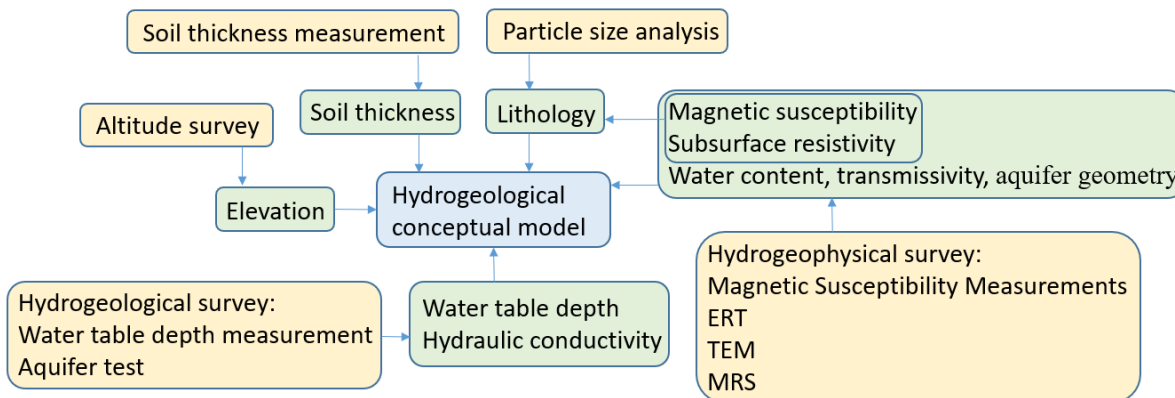 Soil thickness measurement
Particle size analysis
Altitude survey
Soil thickness
Lithology
Magnetic susceptibility
Subsurface resistivity
Water content, transmissivity, aquifer geometry
Elevation
Hydrogeological
conceptual model
Hydrogeological survey:
Water table depth measurement
Aquifer test
Water table depth
Hydraulic conductivity
Hydrogeophysical survey:
Magnetic Susceptibility Measurements
ERT
TEM
MRS